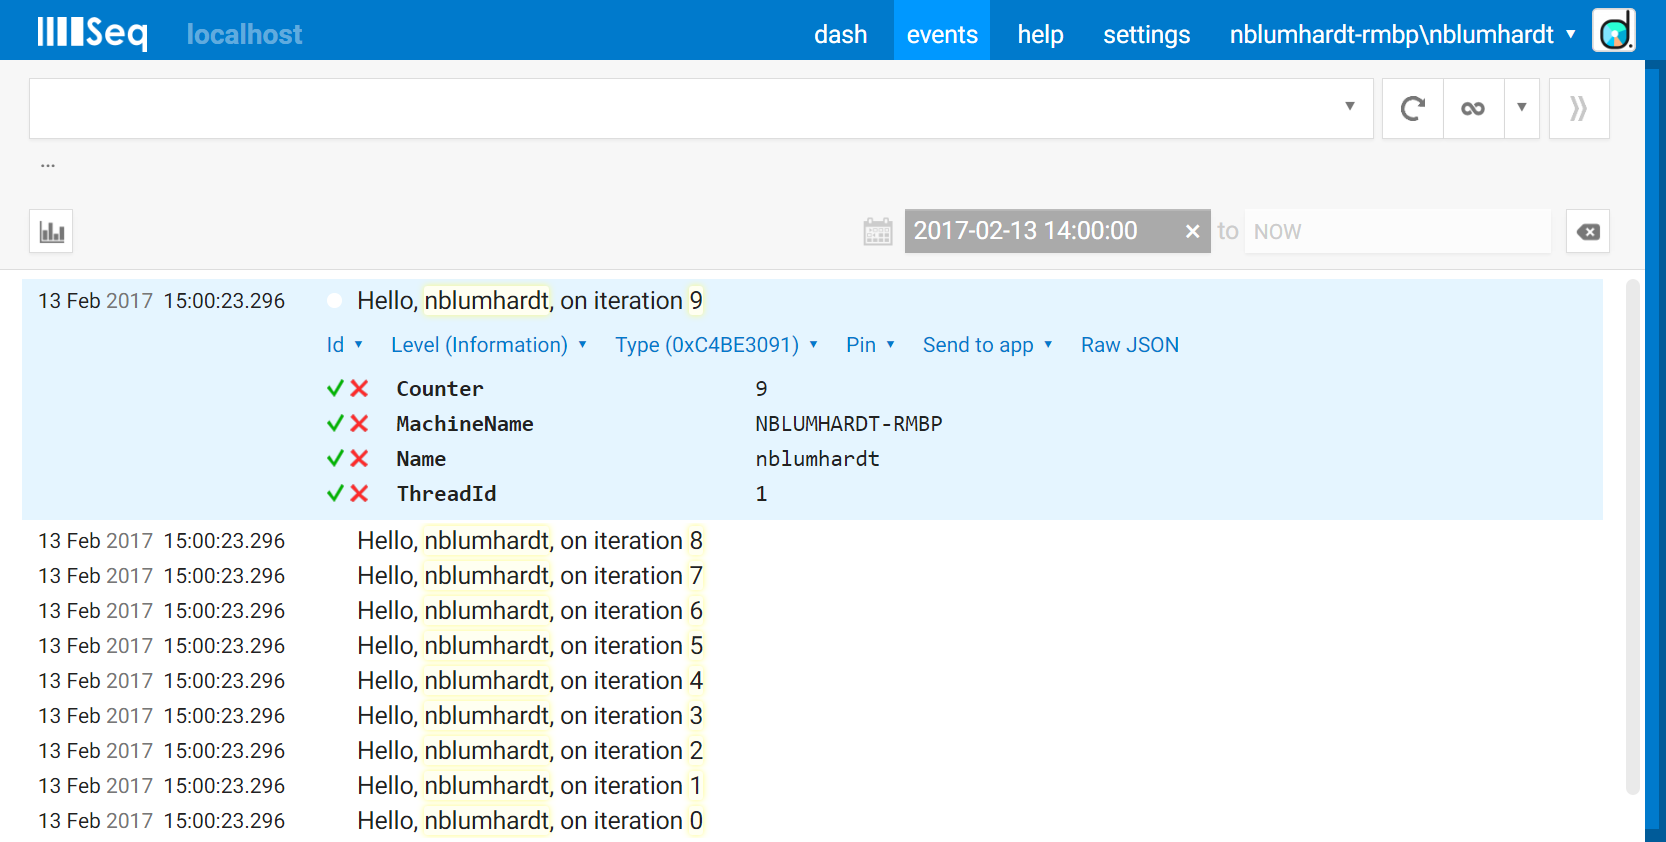 Seq localhost dash events help settings nblumhardt-rmbp\nblumhardt
...
2017-02-13 14:00:00 × to NOW
13 Feb 2017 15:00:23.296 Hello, nblumhardt, on iteration 9
Id Level (Information) Type (0xC4BE3091) Pin Send to app Raw JSON
Counter 9
MachineName NBLUMHARDT-RMBP
Name nblumhardt
ThreadId 1
13 Feb 2017 15:00:23.296 Hello, nblumhardt, on iteration 8
13 Feb 2017 15:00:23.296 Hello, nblumhardt, on iteration 7
13 Feb 2017 15:00:23.296 Hello, nblumhardt, on iteration 6
13 Feb 2017 15:00:23.296 Hello, nblumhardt, on iteration 5
13 Feb 2017 15:00:23.296 Hello, nblumhardt, on iteration 4
13 Feb 2017 15:00:23.296 Hello, nblumhardt, on iteration 3
13 Feb 2017 15:00:23.296 Hello, nblumhardt, on iteration 2
13 Feb 2017 15:00:23.296 Hello, nblumhardt, on iteration 1
13 Feb 2017 15:00:23.296 Hello, nblumhardt, on iteration 0